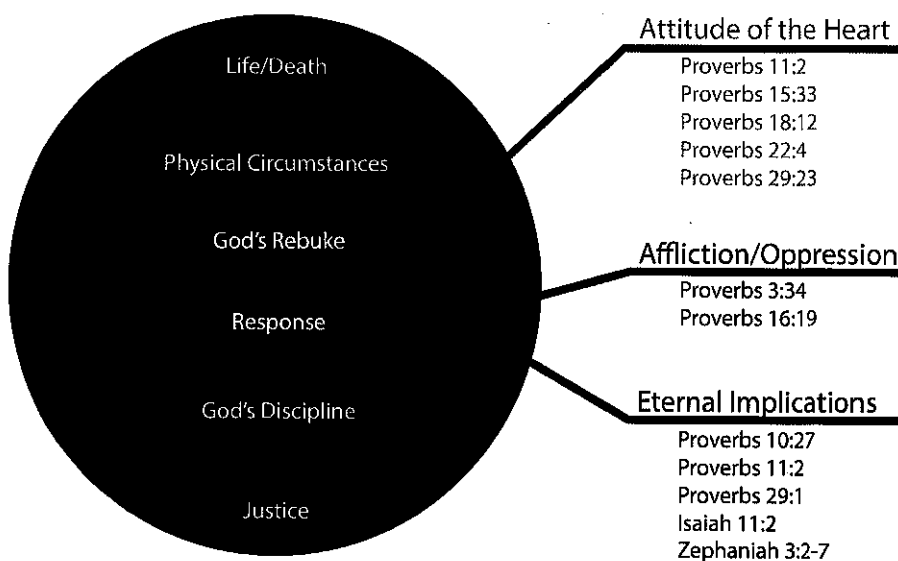 Life/Death
Physical Circumstances
God's Rebuke
Response
God's Discipline
Justice
Attitude of the Heart
Proverbs 11:2
Proverbs 15:33
Proverbs 18:12
Proverbs 22:4
Proverbs 29:23
Affliction/Oppression
Proverbs 3:34
Proverbs 16:19
Eternal Implications
Proverbs 10:27
Proverbs 11:2
Proverbs 29:1
Isaiah 11:2
Zephaniah 3:2-7